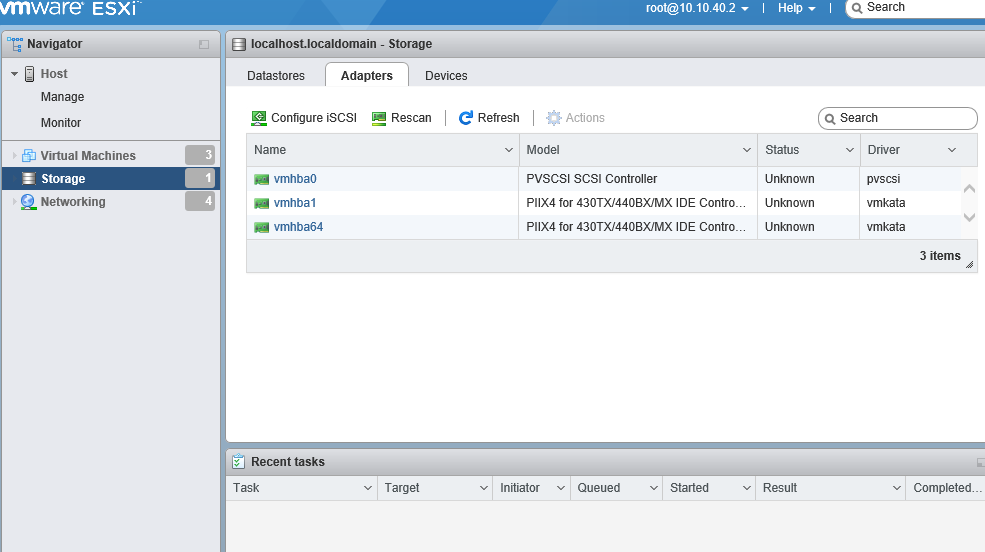 vmware® ESXi™
root@10.10.40.2 | Help | Search
Navigator
localhost.localdomain - Storage
Host
Manage
Monitor
Virtual Machines 3
Storage 1
Networking 4
Datastores Adapters Devices
Configure iSCSI Rescan | Refresh | Actions
Search
Name Model Status Driver
vmhba0 PVSCSI SCSI Controller Unknown pvscsi
vmhba1 PIIX4 for 430TX/440BX/MX IDE Contro... Unknown vmkata
vmhba64 PIIX4 for 430TX/440BX/MX IDE Contro... Unknown vmkata
3 items
Recent tasks
Task Target Initiator Queued Started Result Completed...